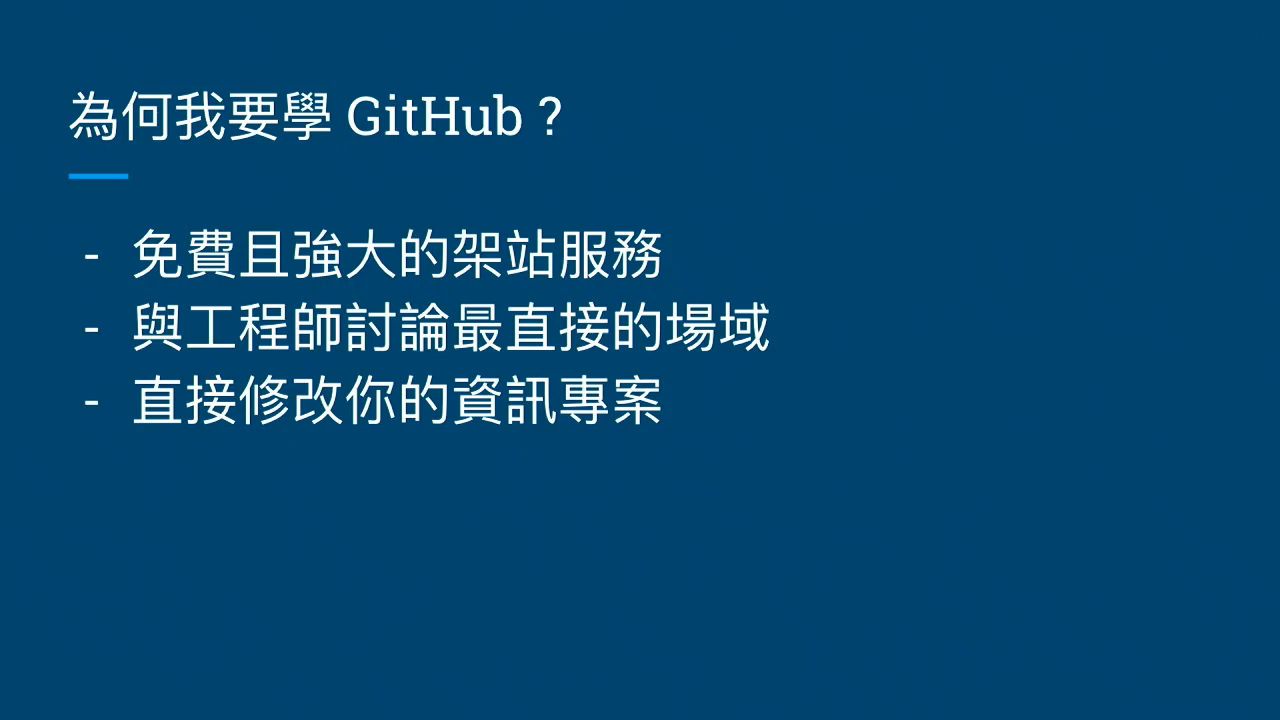 為何我要學 GitHub？
- 免費且強大的架站服務
- 與工程師討論最直接的場域
- 直接修改你的資訊專案